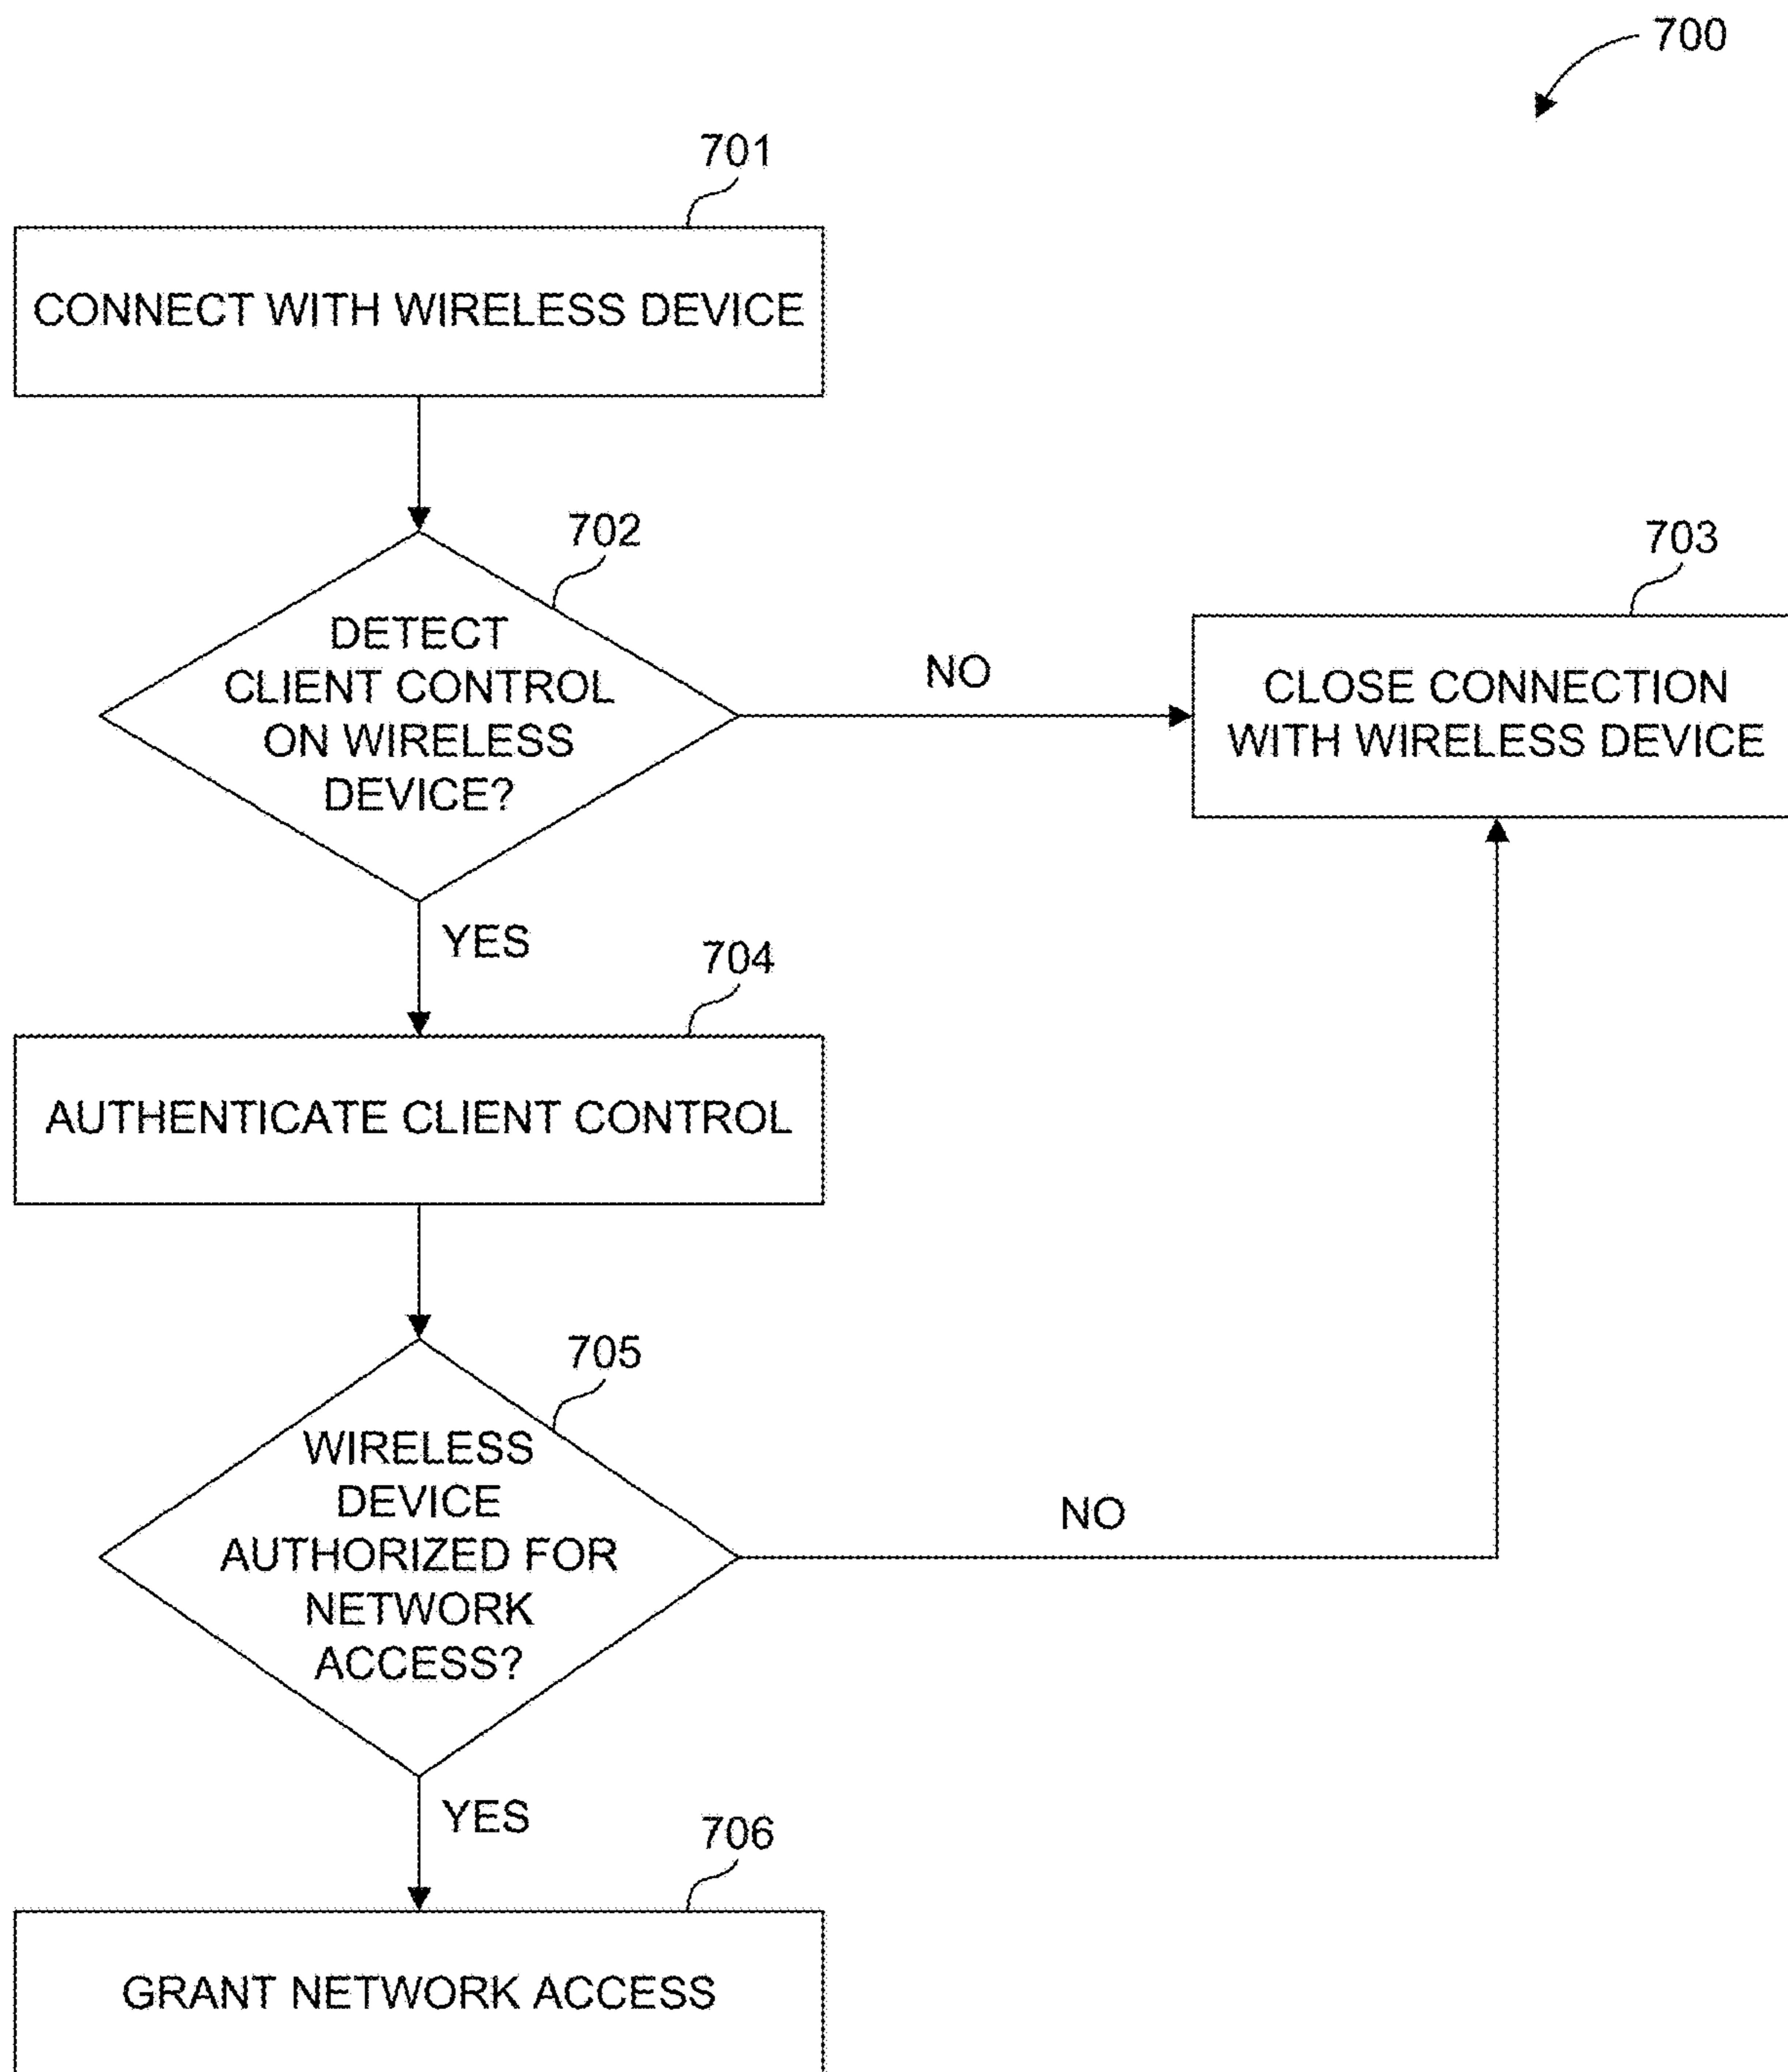 700
701
CONNECT WITH WIRELESS DEVICE
702
DETECT
CLIENT CONTROL
ON WIRELESS
DEVICE?
NO
703
CLOSE CONNECTION
WITH WIRELESS DEVICE
YES
704
AUTHENTICATE CLIENT CONTROL
705
WIRELESS
DEVICE
AUTHORIZED FOR
NETWORK
ACCESS?
NO
YES
706
GRANT NETWORK ACCESS